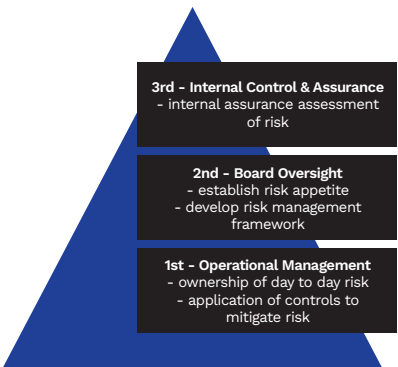 3rd - Internal Control & Assurance
- internal assurance assessment
of risk
2nd - Board Oversight
- establish risk appetite
- develop risk management
framework
1st - Operational Management
- ownership of day to day risk
- application of controls to
mitigate risk